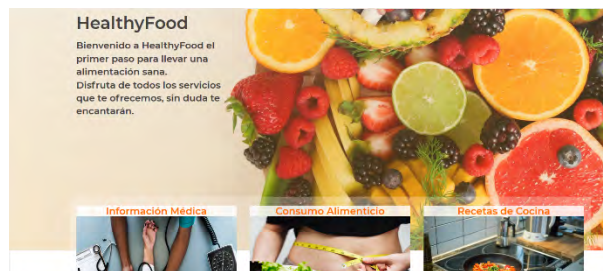 HealthyFood
Bienvenido a HealthyFood el
primer paso para llevar una
alimentación sana.
Disfruta de todos los servicios
que te ofrecemos, sin duda te
encantarán.
Información Médica
Consumo Alimenticio
Recetas de Cocina